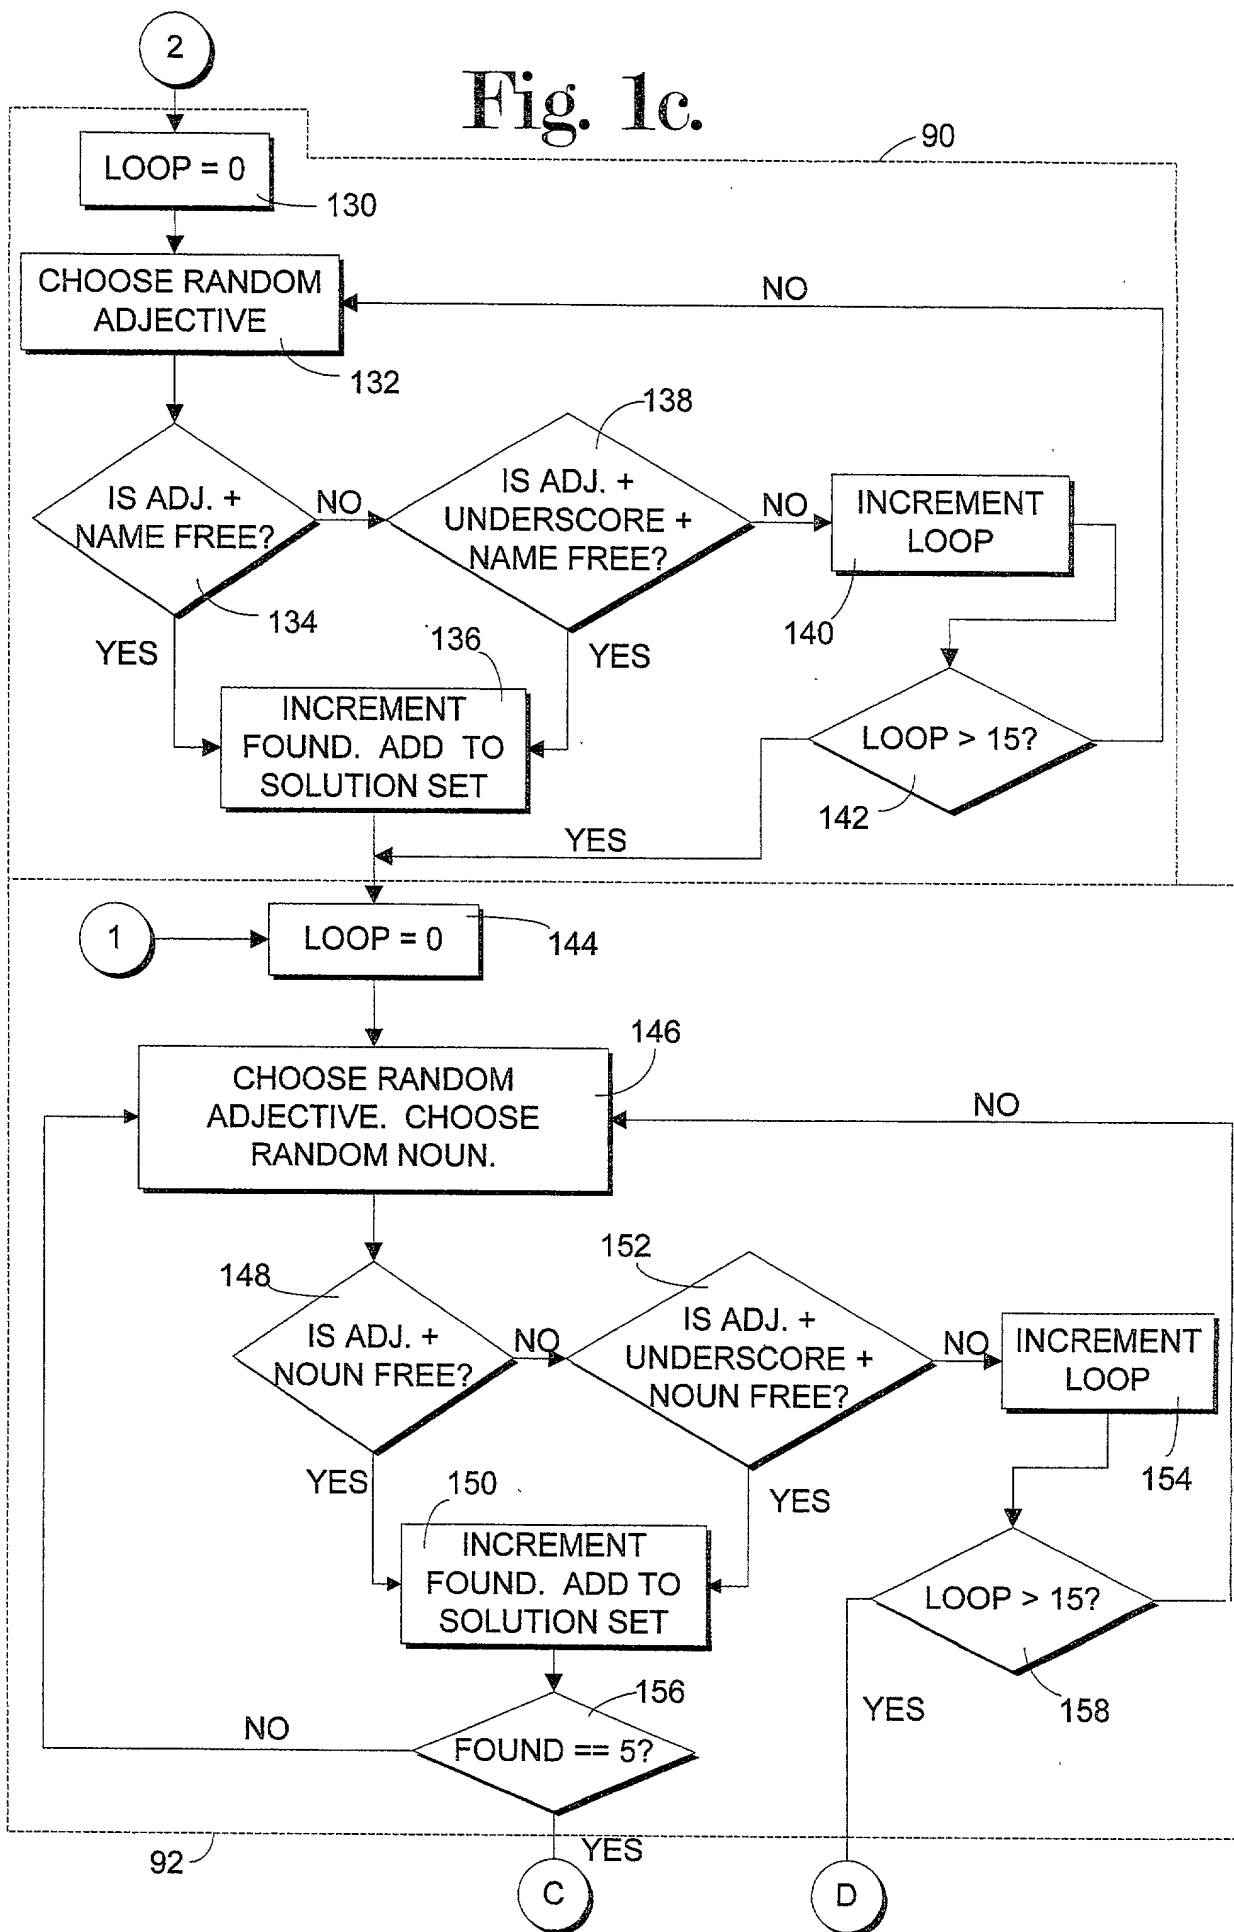 2
Fig. 1c.
90
LOOP = 0
130
CHOOSE RANDOM
ADJECTIVE
NO
132
138
IS ADJ. +
NAME FREE?
NO
IS ADJ. +
UNDERSCORE +
NAME FREE?
NO
INCREMENT
LOOP
134
140
YES
136
YES
INCREMENT
FOUND. ADD TO
SOLUTION SET
LOOP > 15?
142
YES
1
LOOP = 0
144
146
CHOOSE RANDOM
ADJECTIVE. CHOOSE
RANDOM NOUN.
NO
148
152
IS ADJ. +
NOUN FREE?
NO
IS ADJ. +
UNDERSCORE +
NOUN FREE?
NO
INCREMENT
LOOP
154
YES
150
YES
INCREMENT
FOUND. ADD TO
SOLUTION SET
LOOP > 15?
158
156
YES
NO
FOUND == 5?
YES
92
C
D